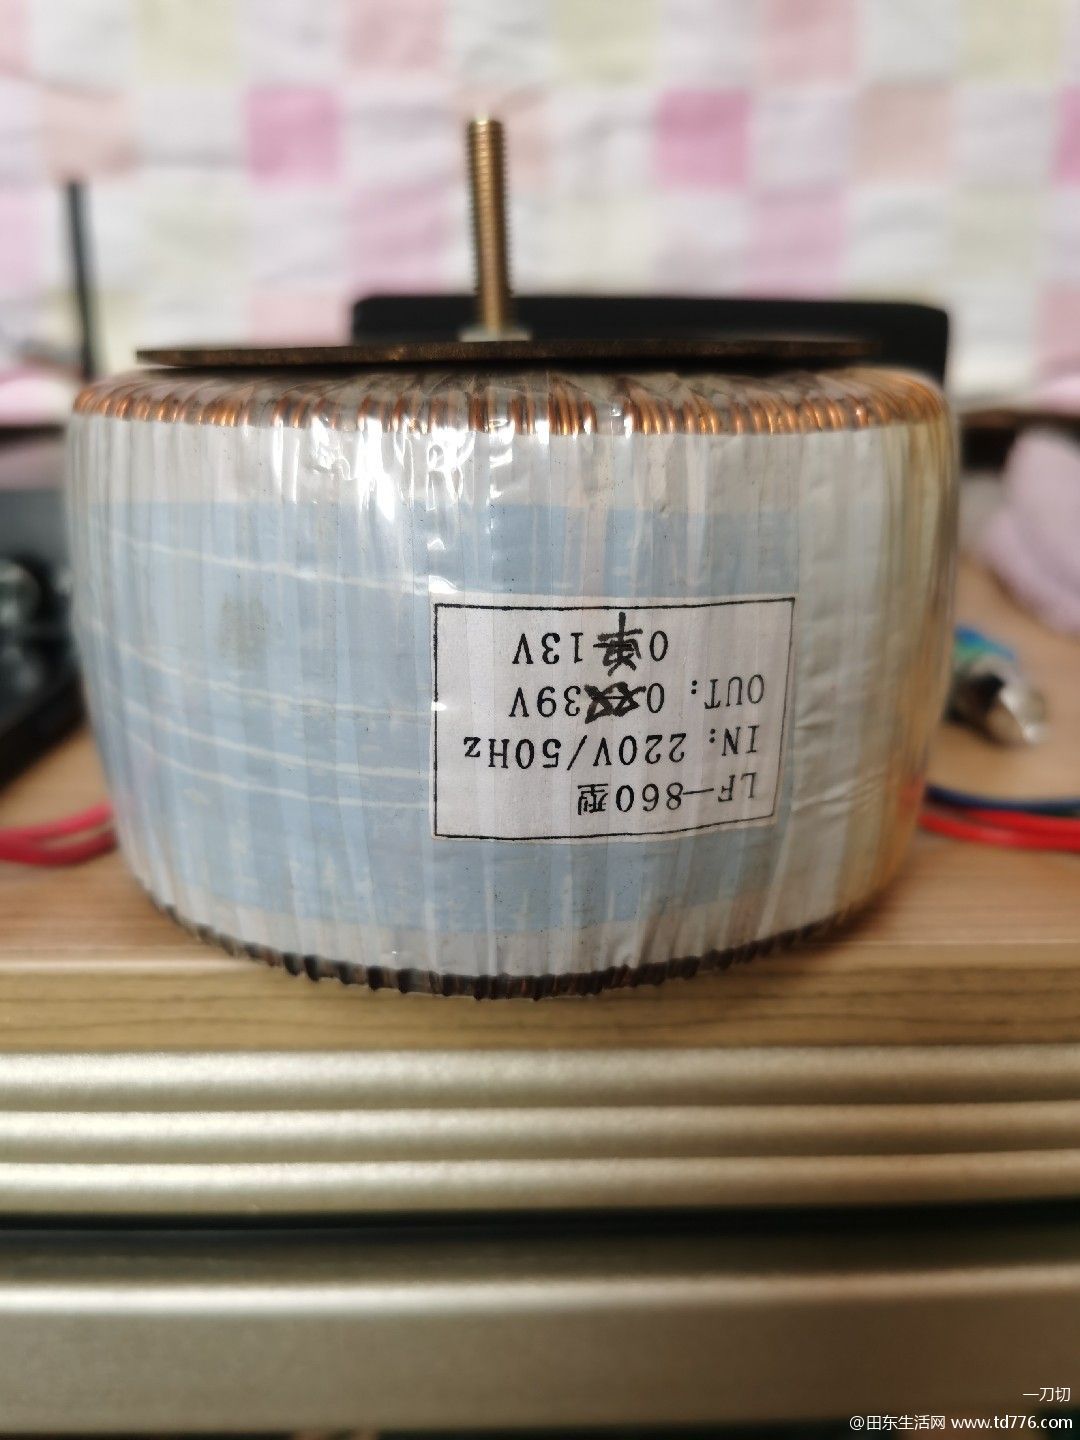 LF—860型
IN: 220V/50Hz
OUT: 0 39V
0 13V
一刀切
@田东生活网 www.td776.com